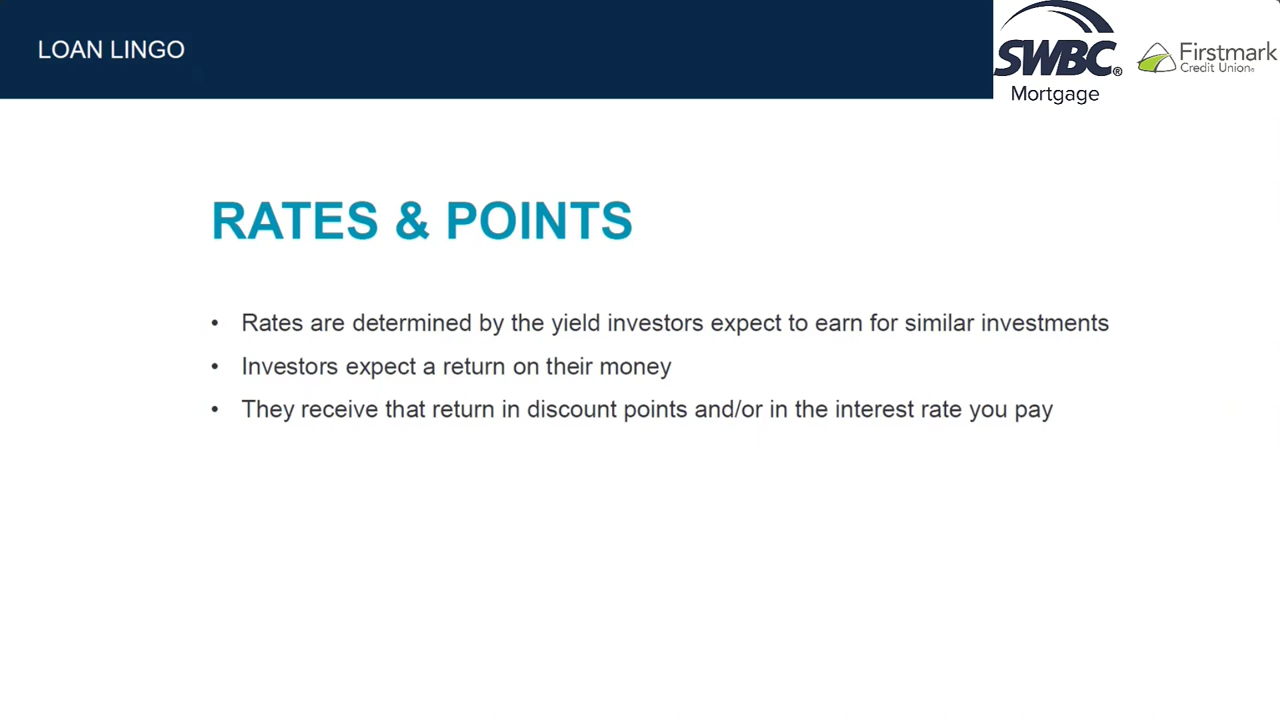 LOAN LINGO
SWBC®
Mortgage
Firstmark
Credit Union®
RATES & POINTS
• Rates are determined by the yield investors expect to earn for similar investments
• Investors expect a return on their money
• They receive that return in discount points and/or in the interest rate you pay